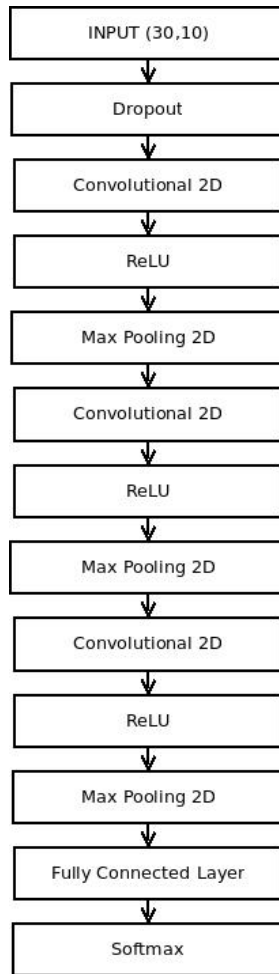 INPUT (30,10)
Dropout
Convolutional 2D
ReLU
Max Pooling 2D
Convolutional 2D
ReLU
Max Pooling 2D
Convolutional 2D
ReLU
Max Pooling 2D
Fully Connected Layer
Softmax